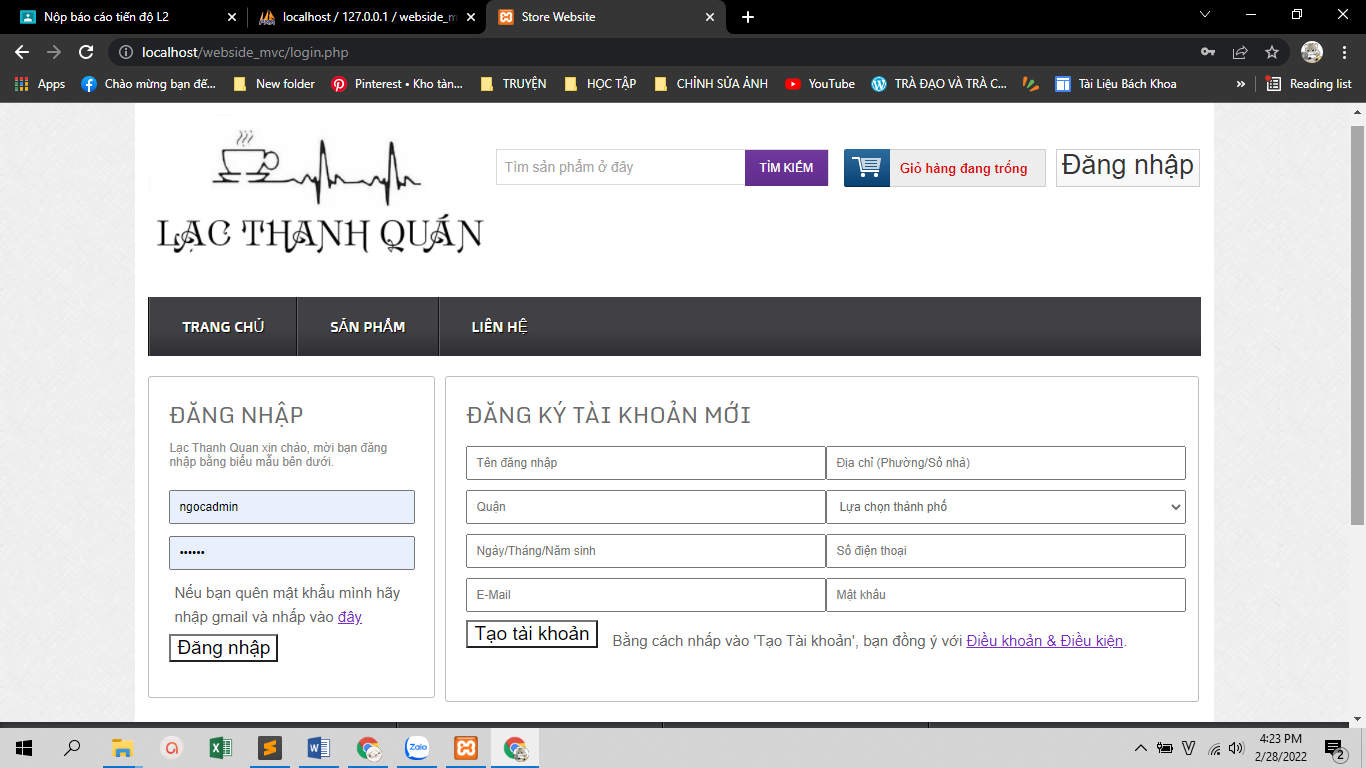 Nộp báo cáo tiến độ L2
localhost / 127.0.0.1 / webside_m
Store Website
localhost/webside_mvc/login.php
Apps
Chào mừng bạn đế...
New folder
Pinterest • Kho tàn...
TRUYỆN
HỌC TẬP
CHỈNH SỬA ẢNH
YouTube
TRÀ ĐẠO VÀ TRÀ C...
Tài Liệu Bách Khoa
»
Reading list
LẠC THANH QUÁN
Tìm sản phẩm ở đây
TÌM KIẾM
Giỏ hàng đang trống
Đăng nhập
TRANG CHỦ
SẢN PHẨM
LIÊN HỆ
ĐĂNG NHẬP
Lạc Thanh Quan xin chào, mời bạn đăng
nhập bằng biểu mẫu bên dưới.
ngocadmin
••••••
Nếu bạn quên mật khẩu mình hãy
nhập gmail và nhấp vào đây
Đăng nhập
ĐĂNG KÝ TÀI KHOẢN MỚI
Tên đăng nhập
Địa chỉ (Phường/Số nhà)
Quận
Lựa chọn thành phố
Ngày/Tháng/Năm sinh
Số điện thoại
E-Mail
Mật khẩu
Tạo tài khoản
Bằng cách nhấp vào 'Tạo Tài khoản', bạn đồng ý với Điều khoản & Điều kiện.
Zalo
4:23 PM
2/28/2022
2